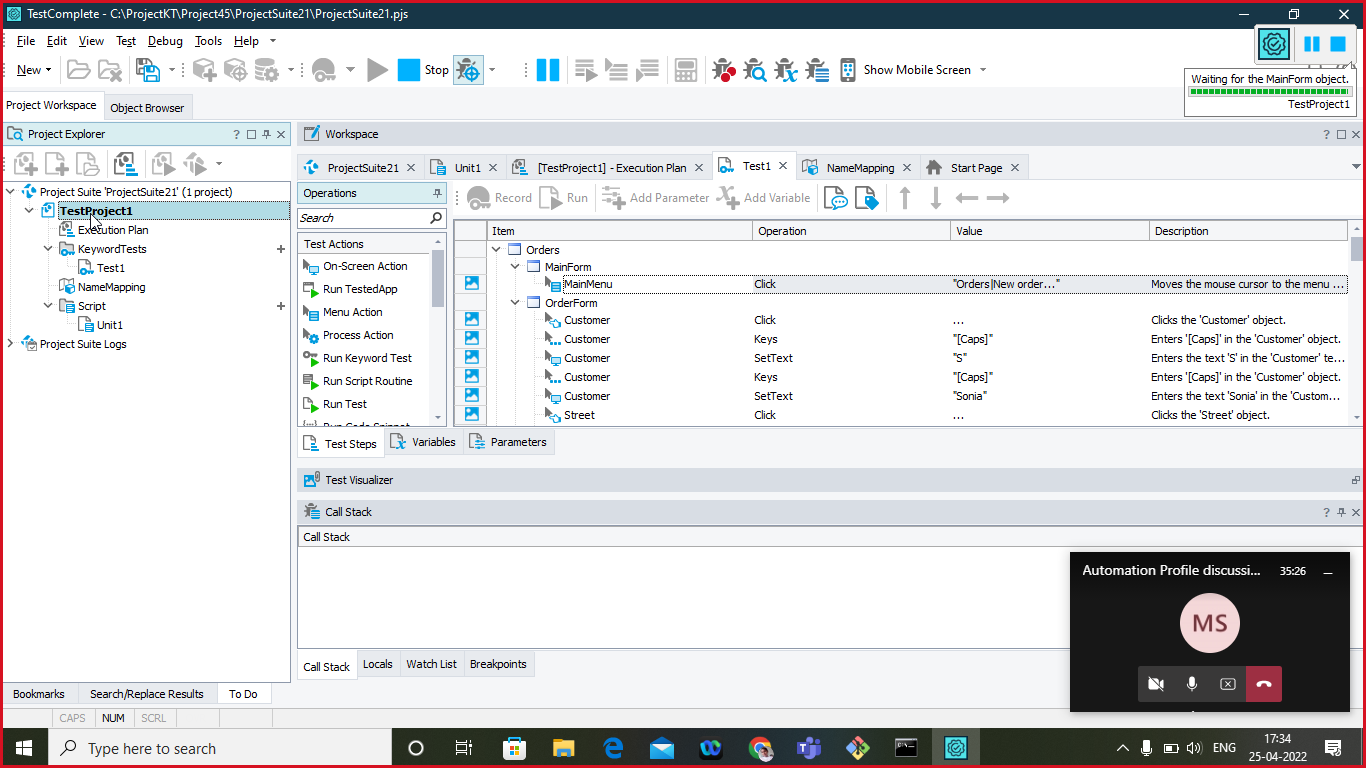 TestComplete - C:\ProjectKT\Project45\ProjectSuite21\ProjectSuite21.pjs
File Edit View Test Debug Tools Help
New Stop Show Mobile Screen
Waiting for the MainForm object.
TestProject1
Project Workspace Object Browser
Project Explorer ?
Workspace ?
ProjectSuite21 Unit1 [TestProject1] - Execution Plan Test1 NameMapping Start Page
Project Suite 'ProjectSuite21' (1 project)
TestProject1
Execution Plan
KeywordTests
Test1
NameMapping
Script
Unit1
Project Suite Logs
Operations
Search
Test Actions
On-Screen Action
Run TestedApp
Menu Action
Process Action
Run Keyword Test
Run Script Routine
Run Test
Run Code Snippet
Record Run Add Parameter Add Variable
Item Operation Value Description
Orders
MainForm
MainMenu Click "Orders|New order..." Moves the mouse cursor to the menu ...
OrderForm
Customer Click ... Clicks the 'Customer' object.
Customer Keys "[Caps]" Enters '[Caps]' in the 'Customer' object.
Customer SetText "S" Enters the text 'S' in the 'Customer' te...
Customer Keys "[Caps]" Enters '[Caps]' in the 'Customer' object.
Customer SetText "Sonia" Enters the text 'Sonia' in the 'Custom...
Street Click ... Clicks the 'Street' object.
Test Steps Variables Parameters
Test Visualizer
Call Stack ?
Call Stack
Automation Profile discussi... 35:26
MS
Call Stack Locals Watch List Breakpoints
Bookmarks Search/Replace Results To Do
CAPS NUM SCRL
Type here to search
ENG
17:34
25-04-2022